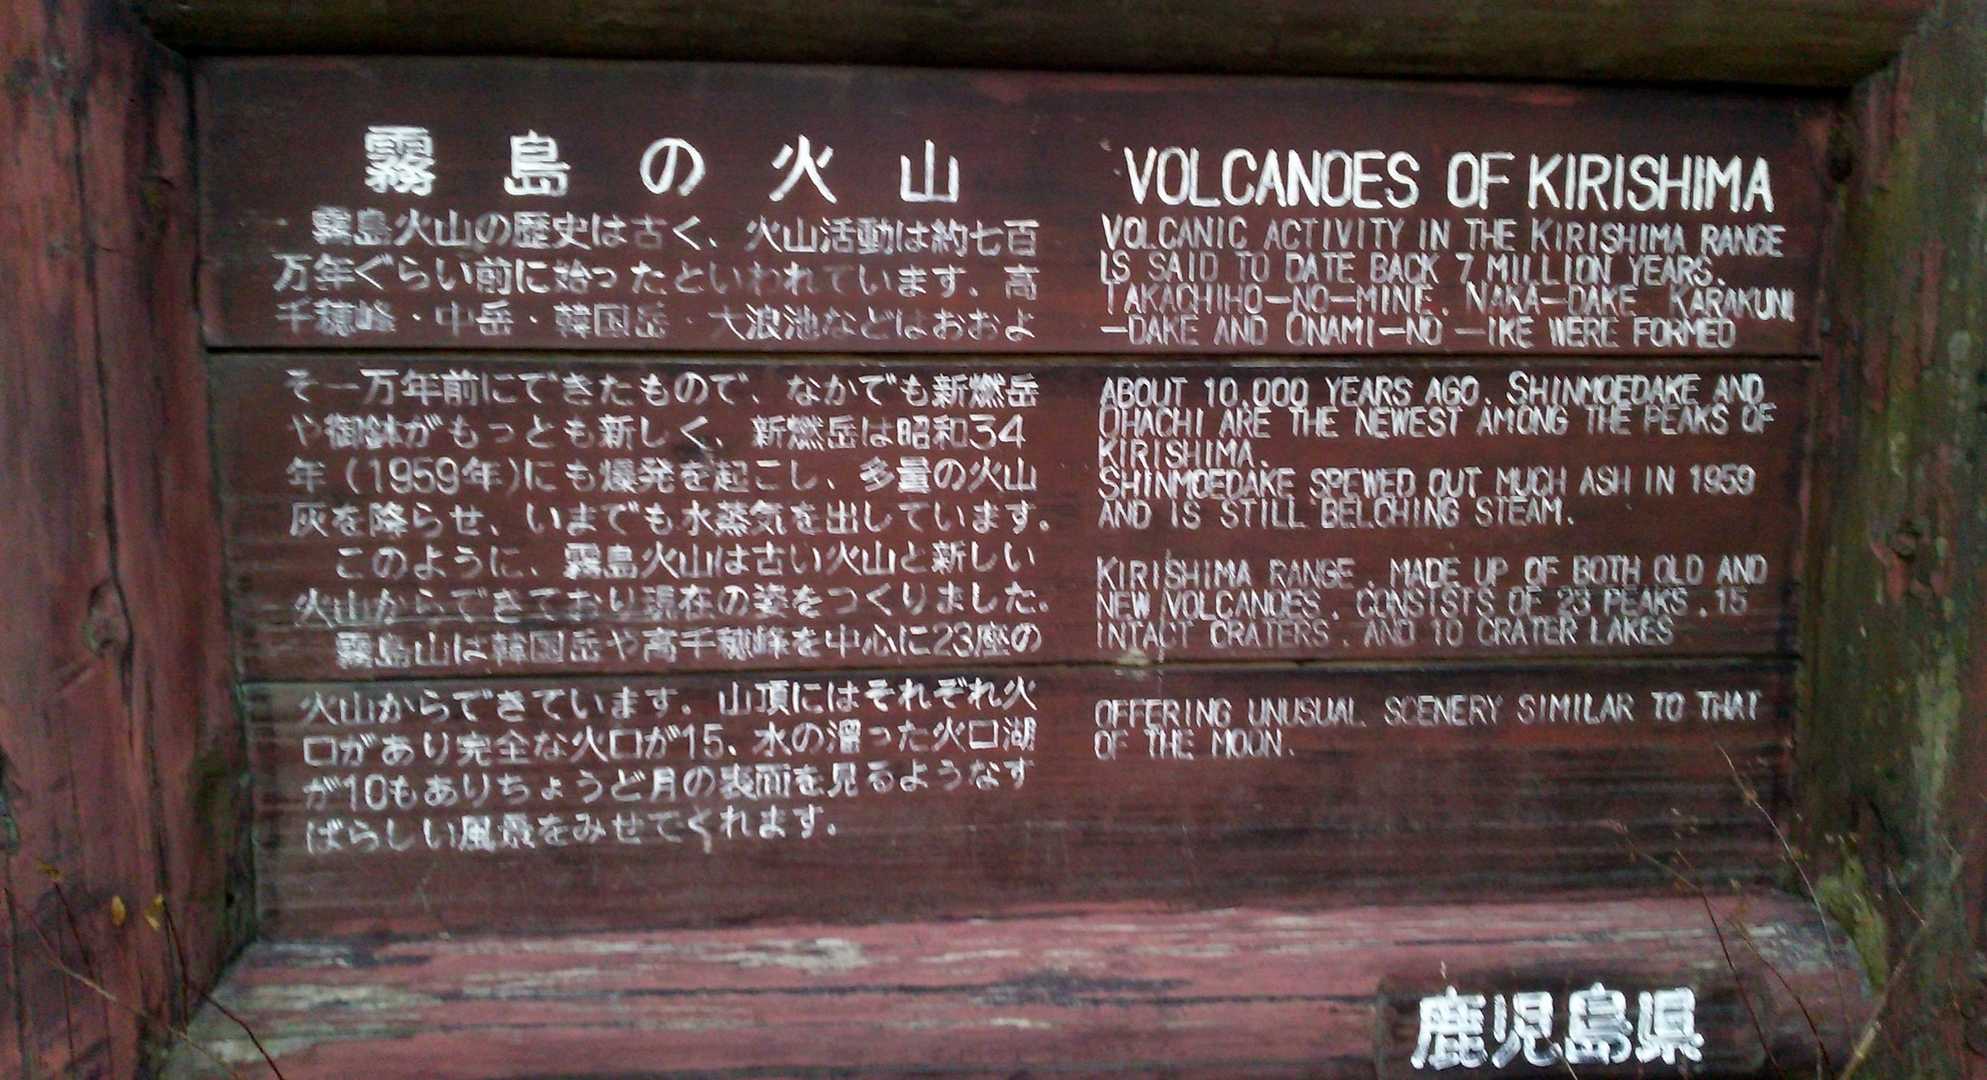 霧島の火山
霧島火山の歴史は古く、火山活動は約七百
万年ぐらい前に始ったといわれています。高
千穂峰・中岳・韓国岳・大浪池などはおおよ
そ一万年前にできたもので、なかでも新燃岳
や御鉢がもっとも新しく、新燃岳は昭和34
年(1959年)にも爆発を起こし、多量の火山
灰を降らせ、いまでも水蒸気を出しています。
このように、霧島火山は古い火山と新しい
火山からできており現在の姿をつくりました。
霧島山は韓国岳や高千穂峰を中心に23座の
火山からできています。山頂にはそれぞれ火
口があり完全な火口が15、水の溜った火口湖
が10もありちょうど月の表面を見るようなす
ばらしい風景をみせてくれます。
VOLCANOES OF KIRISHIMA
VOLCANIC ACTIVITY IN THE KIRISHIMA RANGE
IS SAID TO DATE BACK 7 MILLION YEARS.
TAKACHIHO-NO-MINE. NAKA-DAKE KARAKUNI
-DAKE AND ONAMI-NO-IKE WERE FORMED
ABOUT 10.000 YEARS AGO. SHINMOEDAKE AND
OHACHI ARE THE NEWEST AMONG THE PEAKS OF
KIRISHIMA.
SHINMOEDAKE SPEWED OUT MUCH ASH IN 1959
AND IS STILL BELCHING STEAM.
KIRISHIMA RANGE. MADE UP OF BOTH OLD AND
NEW VOLCANOES. CONSISTS OF 23 PEAKS. 15
INTACT CRATERS. AND 10 CRATER LAKES
OFFERING UNUSUAL SCENERY SIMILAR TO THAT
OF THE MOON.
鹿児島県